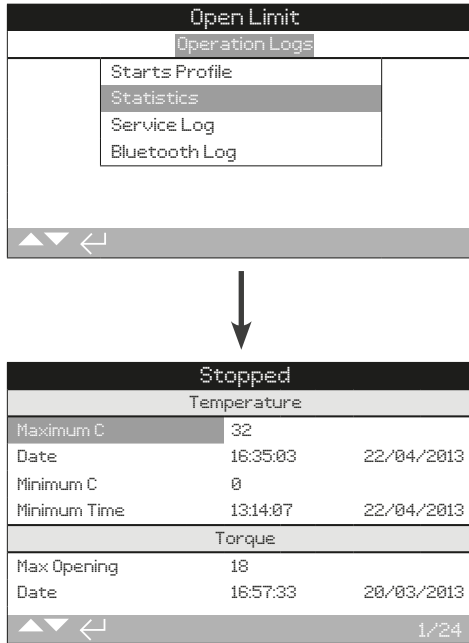 Open Limit
Operation Logs
Starts Profile
Statistics
Service Log
Bluetooth Log
Stopped
Temperature
Maximum C 32
Date 16:35:03 22/04/2013
Minimum C 0
Minimum Time 13:14:07 22/04/2013
Torque
Max Opening 18
Date 16:57:33 20/03/2013
1/24